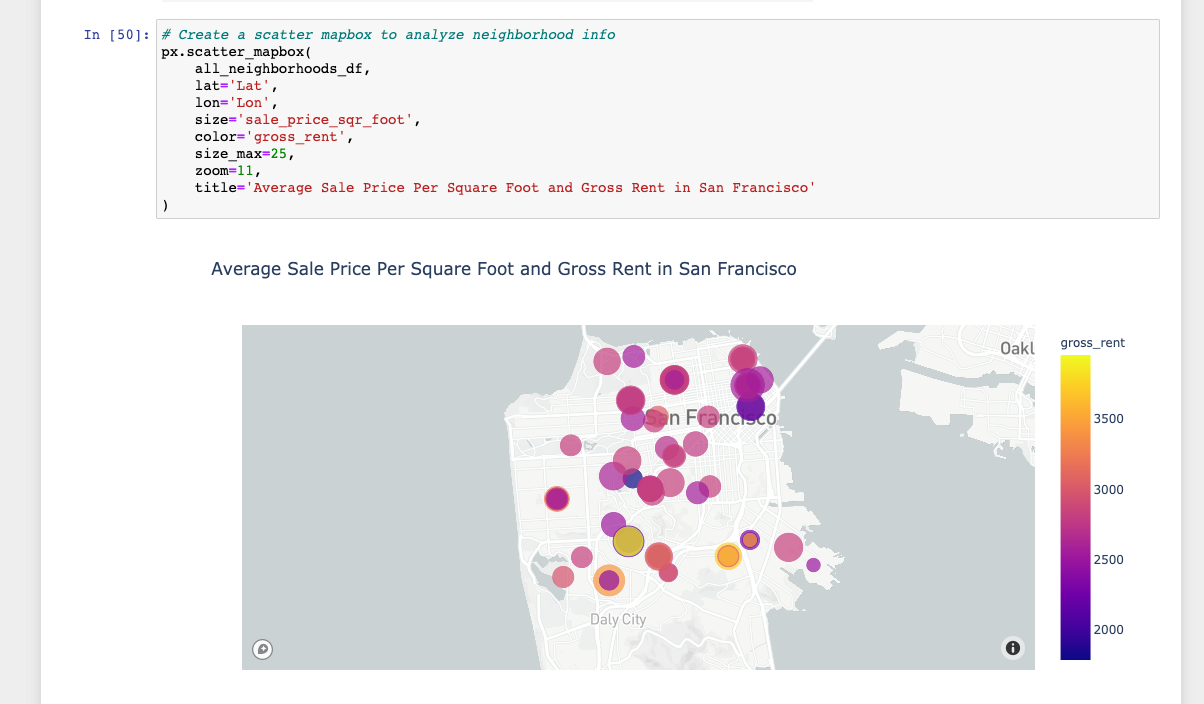 In [50]:
# Create a scatter mapbox to analyze neighborhood info
px.scatter_mapbox(
    all_neighborhoods_df,
    lat='Lat',
    lon='Lon',
    size='sale_price_sqr_foot',
    color='gross_rent',
    size_max=25,
    zoom=11,
    title='Average Sale Price Per Square Foot and Gross Rent in San Francisco'
)
Average Sale Price Per Square Foot and Gross Rent in San Francisco
gross_rent
Oakl
3500
San Francisco
3000
2500
Daly City
2000